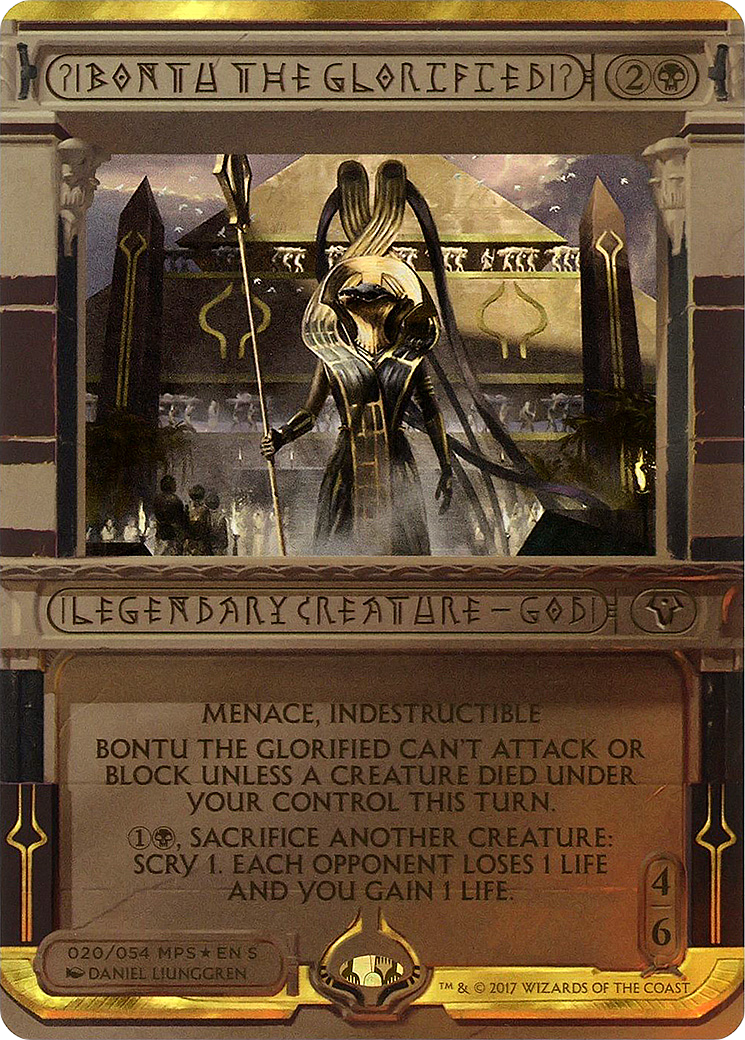 BONTU THE GLORIFIED 2
LEGENDARY CREATURE – GOD
MENACE, INDESTRUCTIBLE
BONTU THE GLORIFIED CAN'T ATTACK OR
BLOCK UNLESS A CREATURE DIED UNDER
YOUR CONTROL THIS TURN.
1, SACRIFICE ANOTHER CREATURE:
SCRY 1. EACH OPPONENT LOSES 1 LIFE
AND YOU GAIN 1 LIFE.
4
6
020/054 MPS★EN S
DANIEL LJUNGGREN
™ & © 2017 WIZARDS OF THE COAST